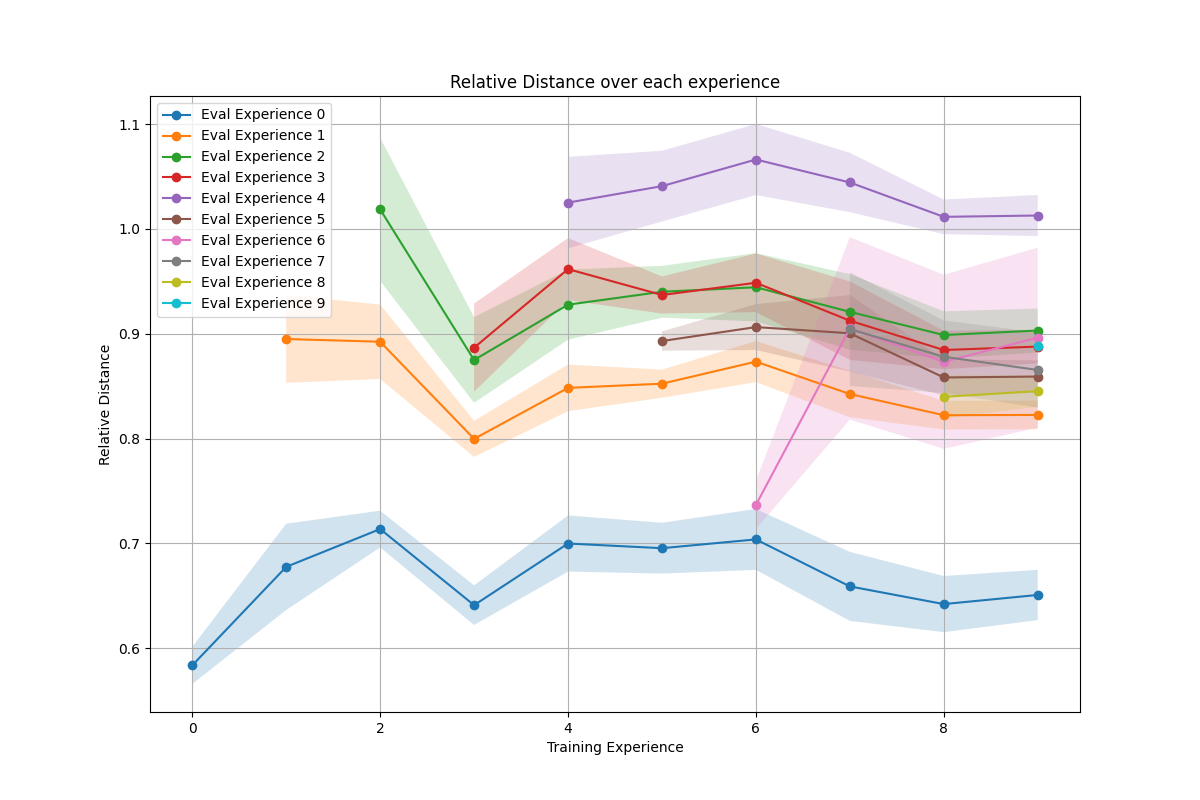 Relative Distance over each experience
Eval Experience 0
Eval Experience 1
Eval Experience 2
Eval Experience 3
Eval Experience 4
Eval Experience 5
Eval Experience 6
Eval Experience 7
Eval Experience 8
Eval Experience 9
1.1
1.0
0.9
0.8
0.7
0.6
Relative Distance
0 2 4 6 8
Training Experience